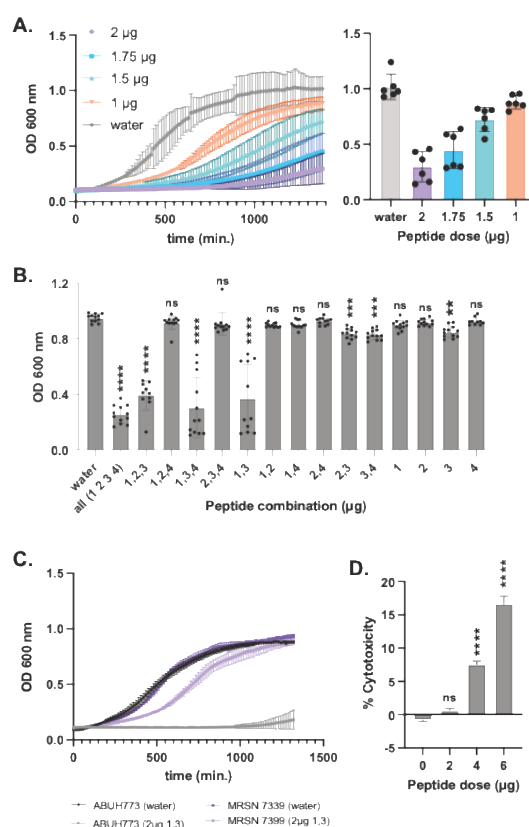 A.
2 µg
1.75 µg
1.5 µg
1 µg
water
OD 600 nm
1.5
1.0
0.5
0.0
500
1000
time (min.)
1.5
1.0
0.5
0.0
water
2
1.75
1.5
1
Peptide dose (µg)
B.
OD 600 nm
1.2
0.8
0.4
0.0
****
****
ns
****
ns
****
ns
ns
ns
***
***
ns
ns
**
ns
water
all (1 2 3 4)
1,2,3
1,2,4
1,3,4
2,3,4
1,3
1,2
1,4
2,4
2,3
3,4
1
2
3
4
Peptide combination (µg)
C.
OD 600 nm
1.5
1.0
0.5
0.0
0
500
1000
1500
time (min.)
ABUH773 (water)
MRSN 7339 (water)
ABUH773 (2µg 1,3)
MRSN 7399 (2µg 1,3)
D.
% Cytotoxicity
20
15
10
5
0
-5
ns
****
****
0
2
4
6
Peptide dose (µg)